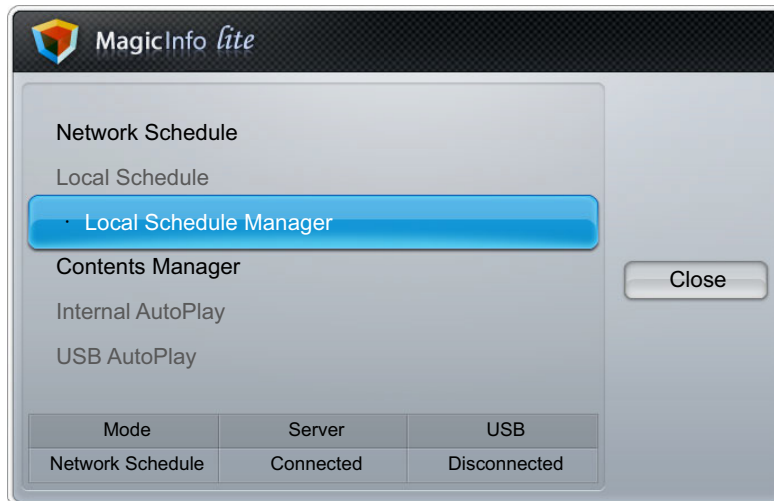 MagicInfo lite
Network Schedule
Local Schedule
· Local Schedule Manager
Contents Manager
Close
Internal AutoPlay
USB AutoPlay
Mode Server USB
Network Schedule Connected Disconnected